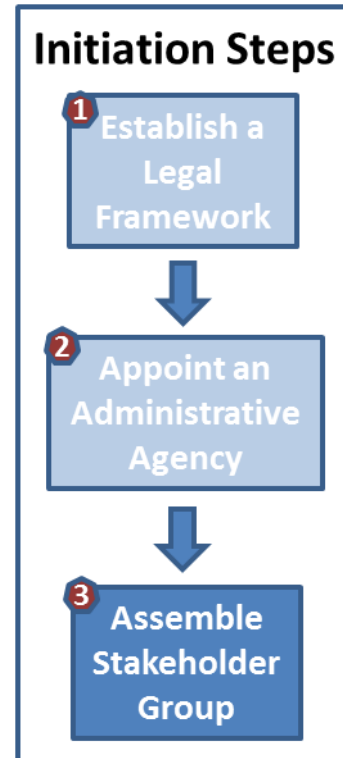 Initiation Steps
1
Establish a
Legal
Framework
2
Appoint an
Administrative
Agency
3
Assemble
Stakeholder
Group